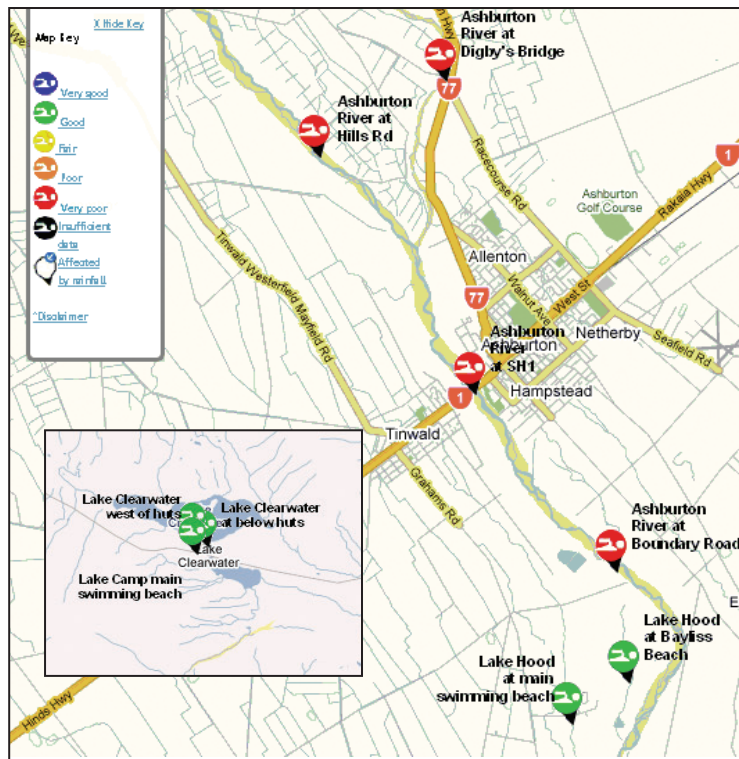 X Hide Key
Map Key
Very good
Good
Fair
Poor
Very poor
Insufficient
data
Affected
by rainfall
^Disclaimer
Ashburton
River at
Digby's Bridge
Hwy
77
Ashburton
River at
Hills Rd
Racecourse Rd
1
Rakaia Hwy
Ashburton
Golf Course
Tinwald Westerfield Mayfield Rd
Allenton
Walnut Ave
West St
77
Netherby
Seafield Rd
Ashburton
River
at SH1
Ashburton
Hampstead
1
Tinwald
Grahams Rd
Lake Clearwater
west of huts
Lake Clearwater
at below huts
Lake
Clearwater
Lake Camp main
swimming beach
Ashburton
River at
Boundary Road
E
Lake Hood
at Bayliss
Beach
Lake Hood
at main
swimming beach
Hinds Hwy